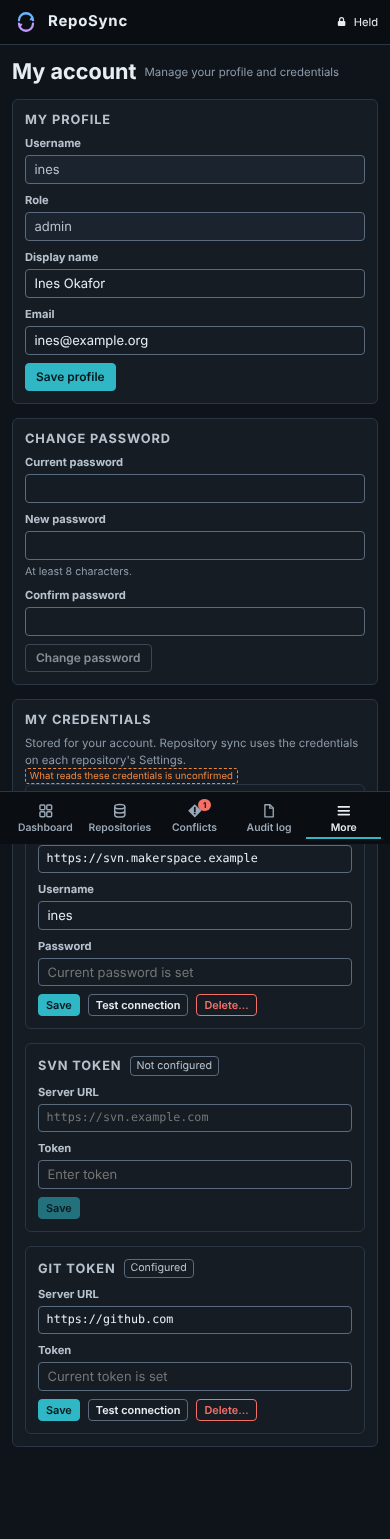 RepoSync
Held
My account
Manage your profile and credentials
MY PROFILE
Username
ines
Role
admin
Display name
Ines Okafor
Email
ines@example.org
Save profile
CHANGE PASSWORD
Current password
New password
At least 8 characters.
Confirm password
Change password
MY CREDENTIALS
Stored for your account. Repository sync uses the credentials
on each repository's Settings.
What reads these credentials is unconfirmed
Dashboard
Repositories
1
Conflicts
Audit log
More
https://svn.makerspace.example
Username
ines
Password
Current password is set
Save
Test connection
Delete...
SVN TOKEN
Not configured
Server URL
https://svn.example.com
Token
Enter token
Save
GIT TOKEN
Configured
Server URL
https://github.com
Token
Current token is set
Save
Test connection
Delete...